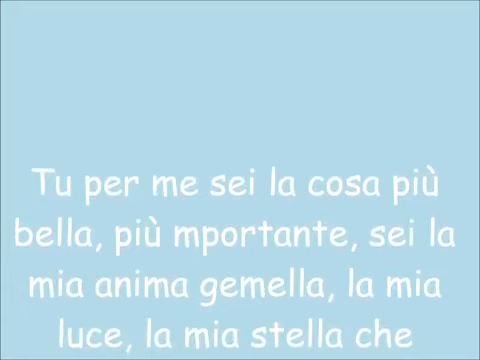 Tu per me sei la cosa più
bella, più mportante, sei la
mia anima gemella, la mia
luce, la mia stella che